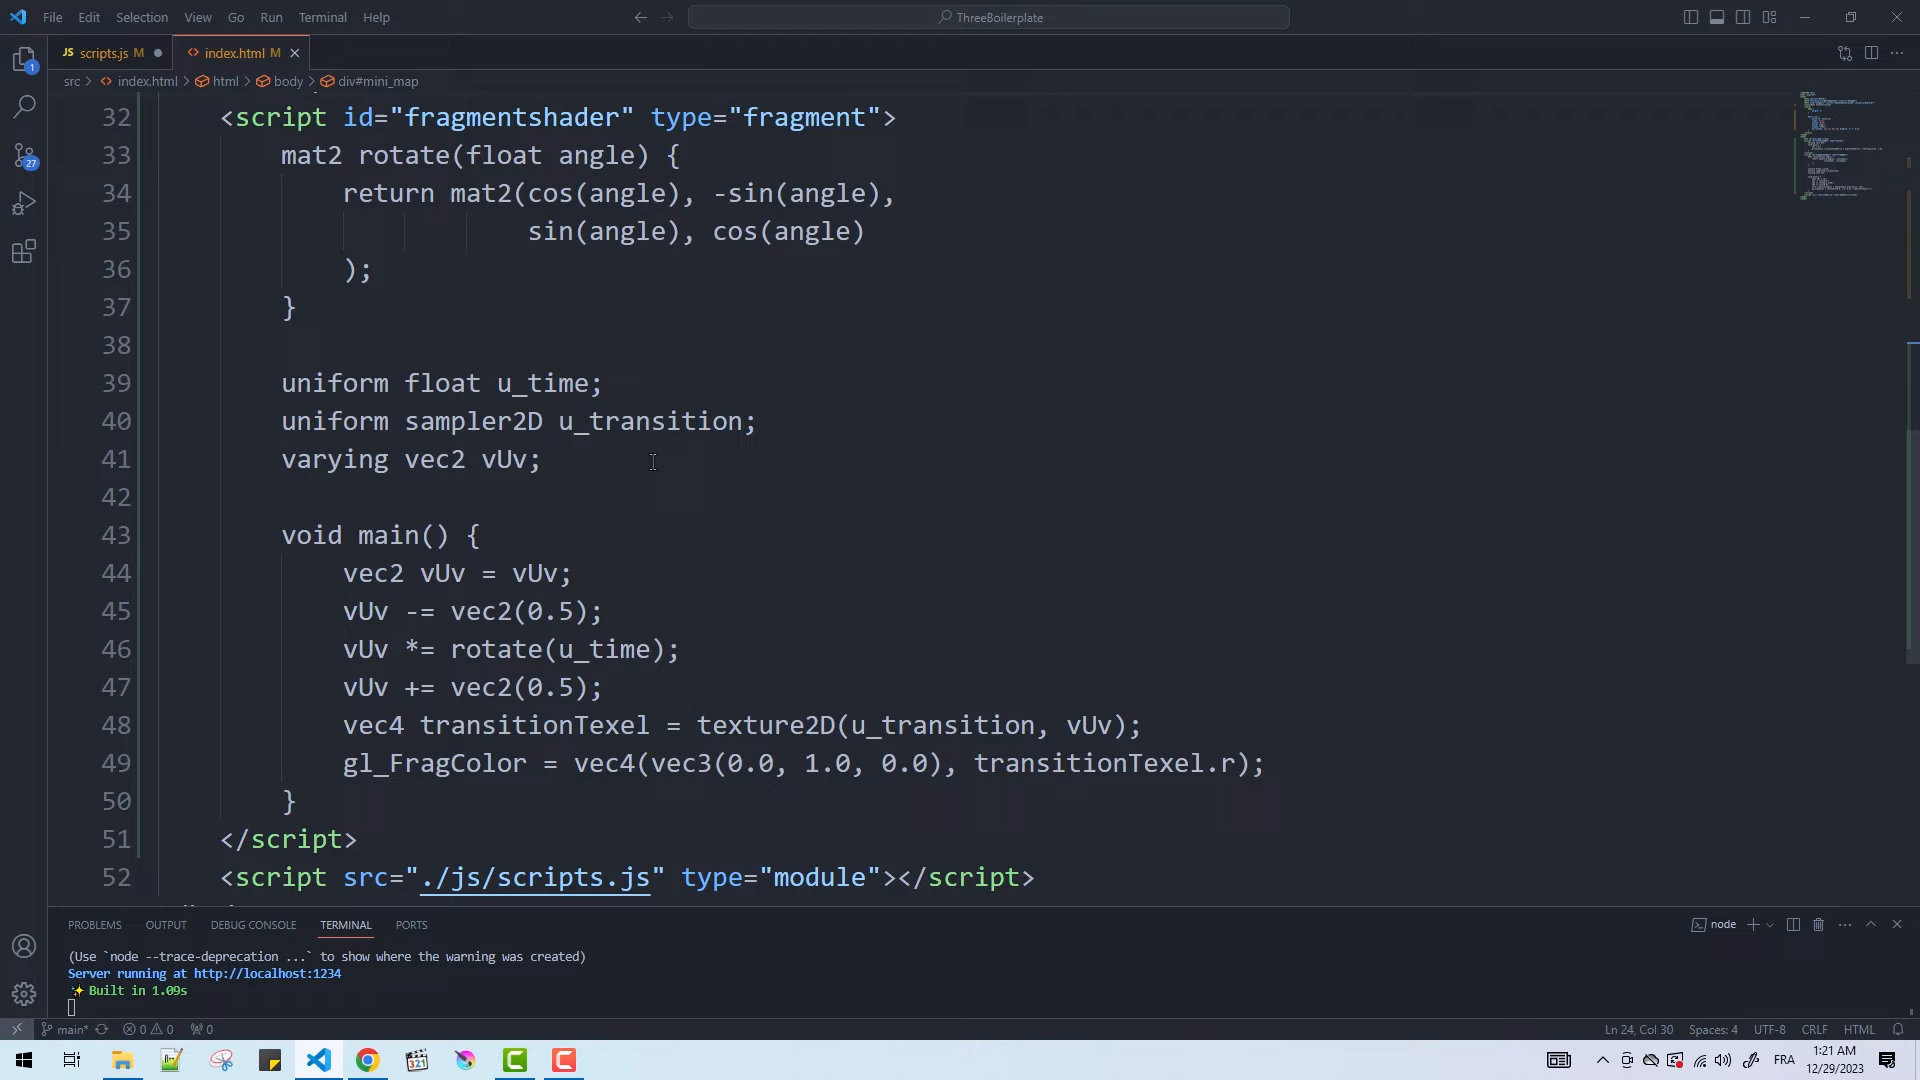 File Edit Selection View Go Run Terminal Help
ThreeBoilerplate
JS scripts.js M
<> index.html M
src > <> index.html > html > body > div#mini_map
32 <script id="fragmentshader" type="fragment">
33 mat2 rotate(float angle) {
34 return mat2(cos(angle), -sin(angle),
35 sin(angle), cos(angle)
36 );
37 }
38
39 uniform float u_time;
40 uniform sampler2D u_transition;
41 varying vec2 vUv;
42
43 void main() {
44 vec2 vUv = vUv;
45 vUv -= vec2(0.5);
46 vUv *= rotate(u_time);
47 vUv += vec2(0.5);
48 vec4 transitionTexel = texture2D(u_transition, vUv);
49 gl_FragColor = vec4(vec3(0.0, 1.0, 0.0), transitionTexel.r);
50 }
51 </script>
52 <script src="./js/scripts.js" type="module"></script>
1
27
PROBLEMS OUTPUT DEBUG CONSOLE TERMINAL PORTS
node
(Use `node --trace-deprecation ...` to show where the warning was created)
Server running at http://localhost:1234
✨ Built in 1.09s
main* 0 0 0
Ln 24, Col 30 Spaces: 4 UTF-8 CRLF HTML
321
FRA
1:21 AM
12/29/2023